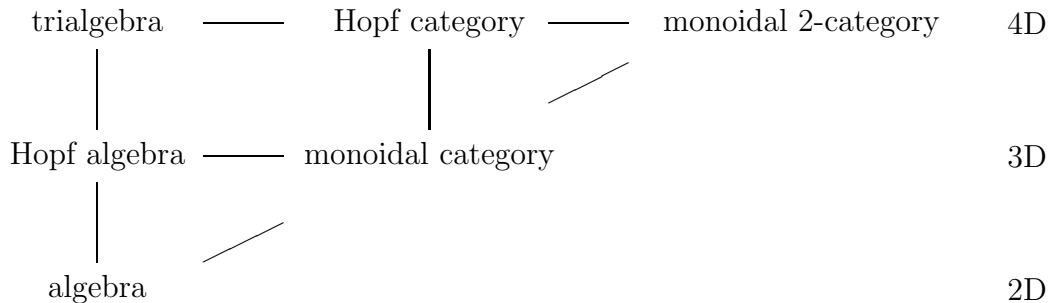 trialgebra Hopf category monoidal 2-category 4D
Hopf algebra monoidal category 3D
algebra 2D